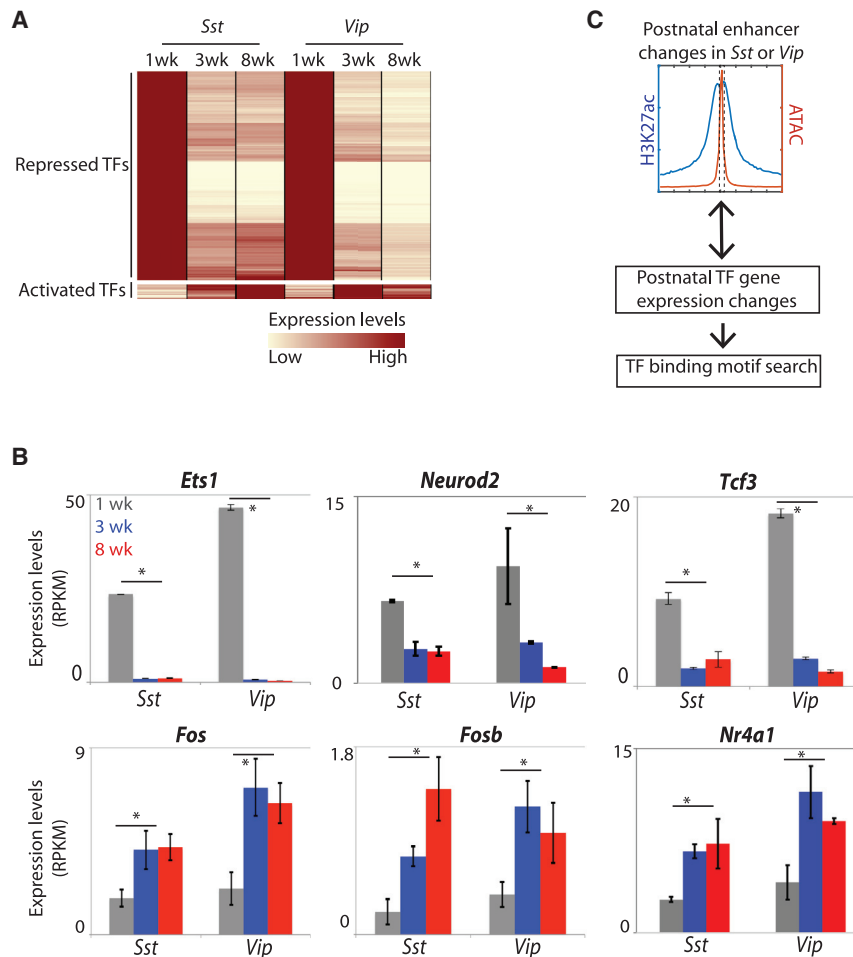 A
Sst Vip
1wk 3wk 8wk 1wk 3wk 8wk
Repressed TFs
Activated TFs
Expression levels
Low High
C
Postnatal enhancer
changes in Sst or Vip
H3K27ac
ATAC
Postnatal TF gene
expression changes
TF binding motif search
B
Ets1
50
1 wk
3 wk
8 wk
* *
Expression levels
(RPKM)
0
Sst Vip
Neurod2
15
* *
0
Sst Vip
Tcf3
20
* *
0
Sst Vip
Fos
9
* *
Expression levels
(RPKM)
0
Sst Vip
Fosb
1.8
* *
0
Sst Vip
Nr4a1
15
* *
0
Sst Vip